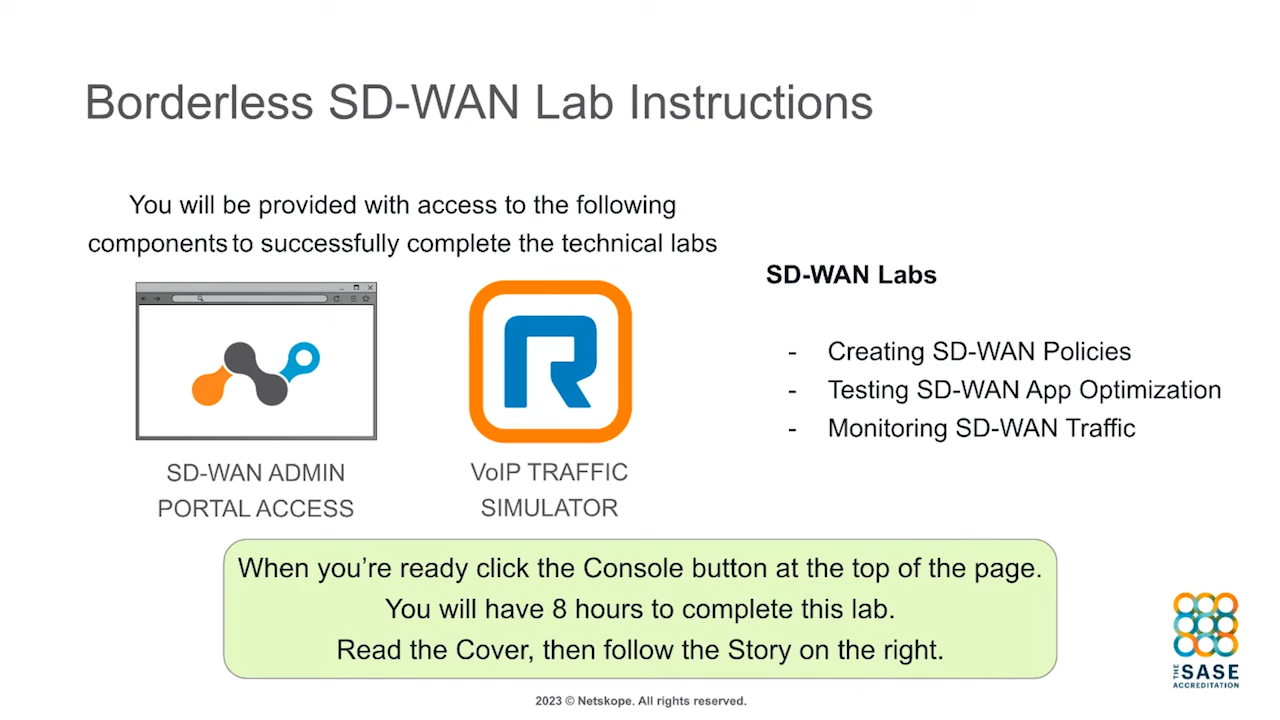 Borderless SD-WAN Lab Instructions
You will be provided with access to the following
components to successfully complete the technical labs
SD-WAN ADMIN
PORTAL ACCESS
R
VoIP TRAFFIC
SIMULATOR
SD-WAN Labs
- Creating SD-WAN Policies
- Testing SD-WAN App Optimization
- Monitoring SD-WAN Traffic
When you’re ready click the Console button at the top of the page.
You will have 8 hours to complete this lab.
Read the Cover, then follow the Story on the right.
THE SASE
ACCREDITATION
2023 © Netskope. All rights reserved.